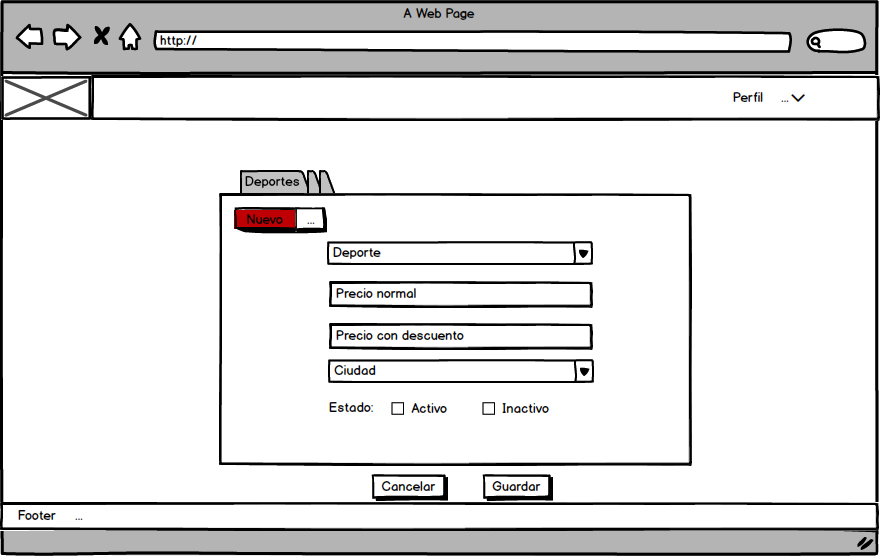 A Web Page
http://
Perfil ...
Deportes
Nuevo ...
Deporte
Precio normal
Precio con descuento
Ciudad
Estado: Activo Inactivo
Cancelar Guardar
Footer ...